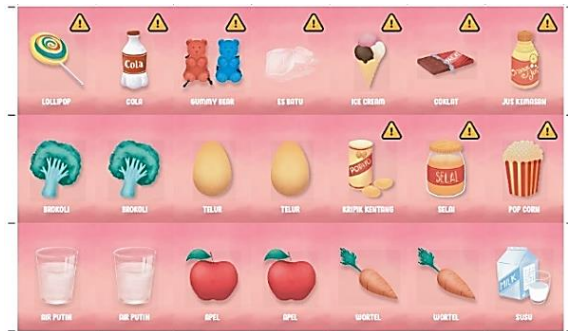 LOLLIPOP
COLA
GUMMY BEAR
ES BATU
ICE CREAM
COKLAT
JUS KEMASAN
Cola
BROKOLI
BROKOLI
TELUR
TELUR
KRIPIK KENTANG
SELAI
POP CORN
POTATO
SELAI
AIR PUTIH
AIR PUTIH
APEL
APEL
WORTEL
WORTEL
SUSU
MILK